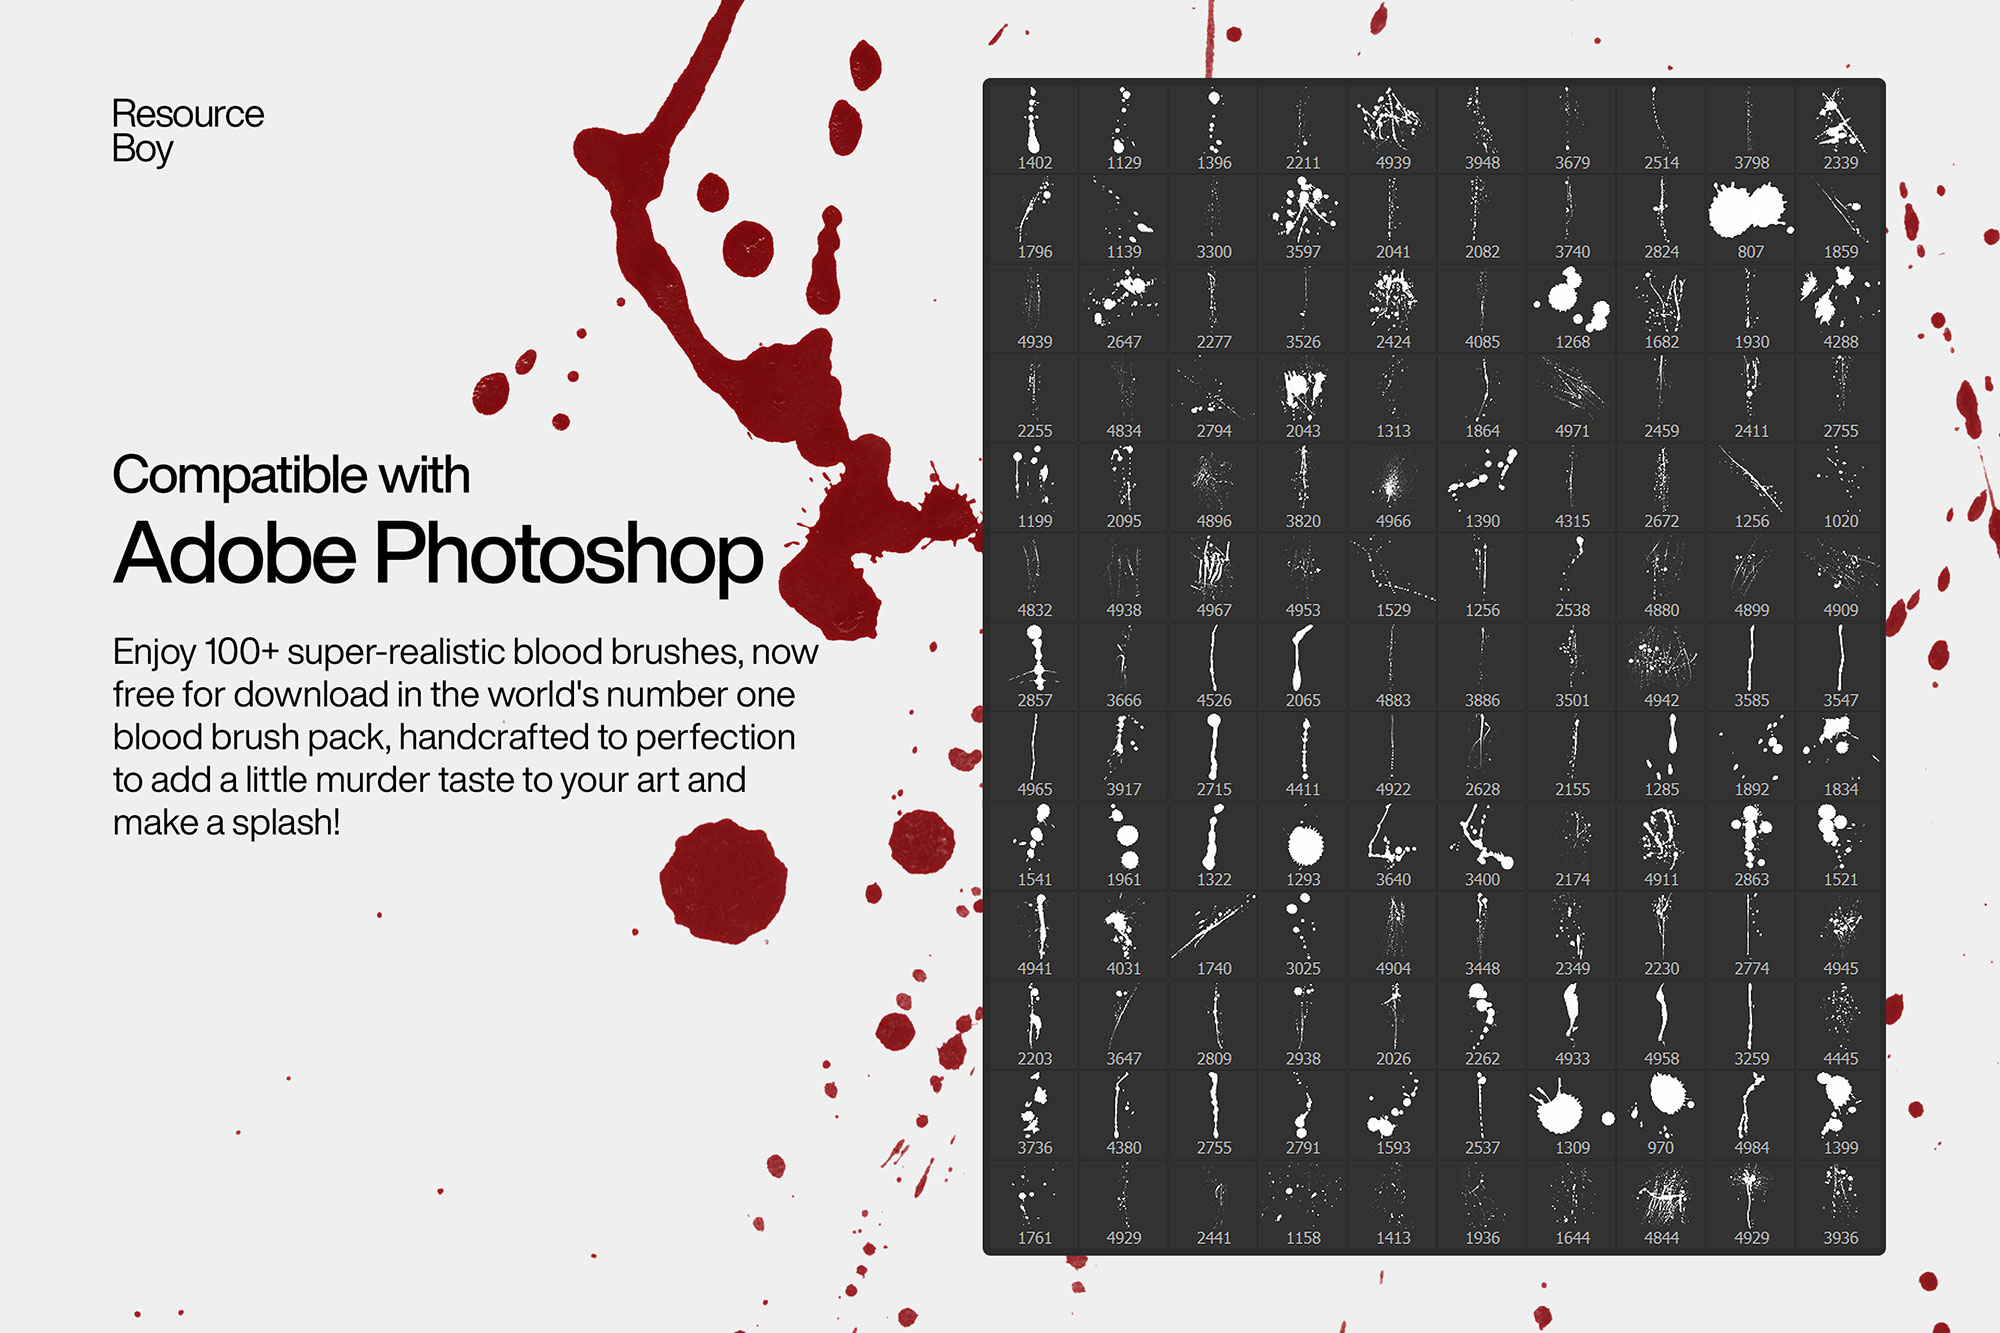 Resource
Boy
Compatible with
Adobe Photoshop
Enjoy 100+ super-realistic blood brushes, now
free for download in the world's number one
blood brush pack, handcrafted to perfection
to add a little murder taste to your art and
make a splash!
1402 1129 1396 2211 4939 3948 3679 2514 3798 2339
1796 1139 3300 3597 2041 2082 3740 2824 807 1859
4939 2647 2277 3526 2424 4085 1268 1682 1930 4288
2255 4834 2794 2043 1313 1864 4971 2459 2411 2755
1199 2095 4896 3820 4966 1390 4315 2672 1256 1020
4832 4938 4967 4953 1529 1256 2538 4880 4899 4909
2857 3666 4526 2065 4883 3886 3501 4942 3585 3547
4965 3917 2715 4411 4922 2628 2155 1285 1892 1834
1541 1961 1322 1293 3640 3400 2174 4911 2863 1521
4941 4031 1740 3025 4904 3448 2349 2230 2774 4945
2203 3647 2809 2938 2026 2262 4933 4958 3259 4445
3736 4380 2755 2791 1593 2537 1309 970 4984 1399
1761 4929 2441 1158 1413 1936 1644 4844 4929 3936